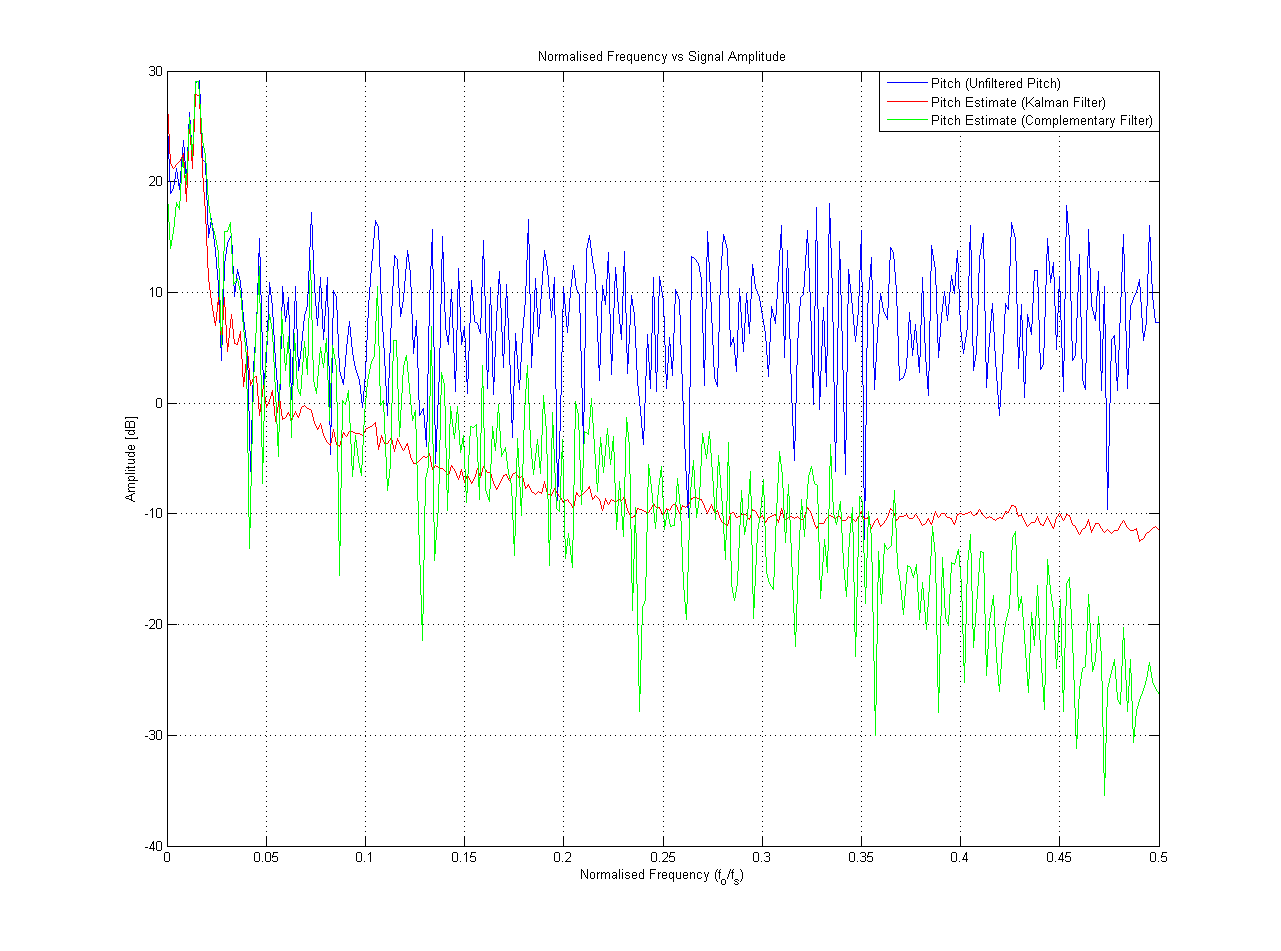 Normalised Frequency vs Signal Amplitude
Pitch (Unfiltered Pitch)
Pitch Estimate (Kalman Filter)
Pitch Estimate (Complementary Filter)
Amplitude [dB]
30
20
10
0
-10
-20
-30
-40
0 0.05 0.1 0.15 0.2 0.25 0.3 0.35 0.4 0.45 0.5
Normalised Frequency (fo/fs)